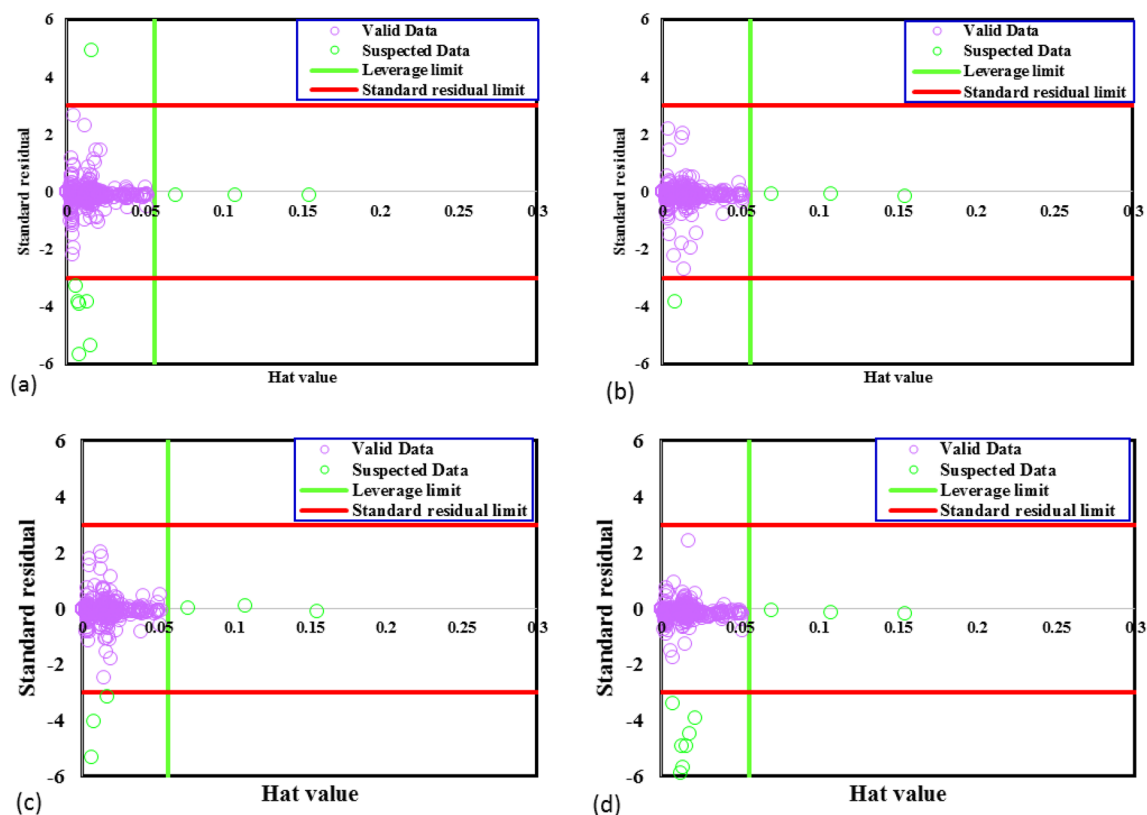 6
4
2
0
-2
-4
-6
Standard residual
Valid Data
Suspected Data
Leverage limit
Standard residual limit
0 0.05 0.1 0.15 0.2 0.25 0.3
Hat value
(a)
6
4
2
0
-2
-4
-6
Standard residual
Valid Data
Suspected Data
Leverage limit
Standard residual limit
0 0.05 0.1 0.15 0.2 0.25 0.3
Hat value
(b)
6
4
2
0
-2
-4
-6
Standard residual
Valid Data
Suspected Data
Leverage limit
Standard residual limit
0 0.05 0.1 0.15 0.2 0.25 0.3
Hat value
(c)
6
4
2
0
-2
-4
-6
Standard residual
Valid Data
Suspected Data
Leverage limit
Standard residual limit
0 0.05 0.1 0.15 0.2 0.25 0.3
Hat value
(d)